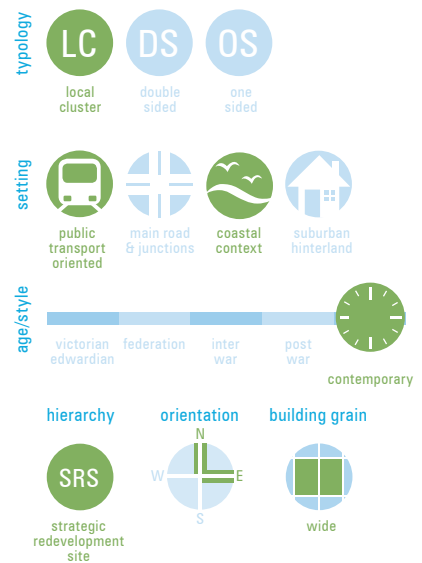 typology
LC DS OS
local double one
cluster sided sided
setting
public main road coastal suburban
transport & junctions context hinterland
oriented
age/style
victorian federation inter post
edwardian war war
contemporary
hierarchy orientation building grain
N
SRS W E
S
strategic wide
redevelopment
site